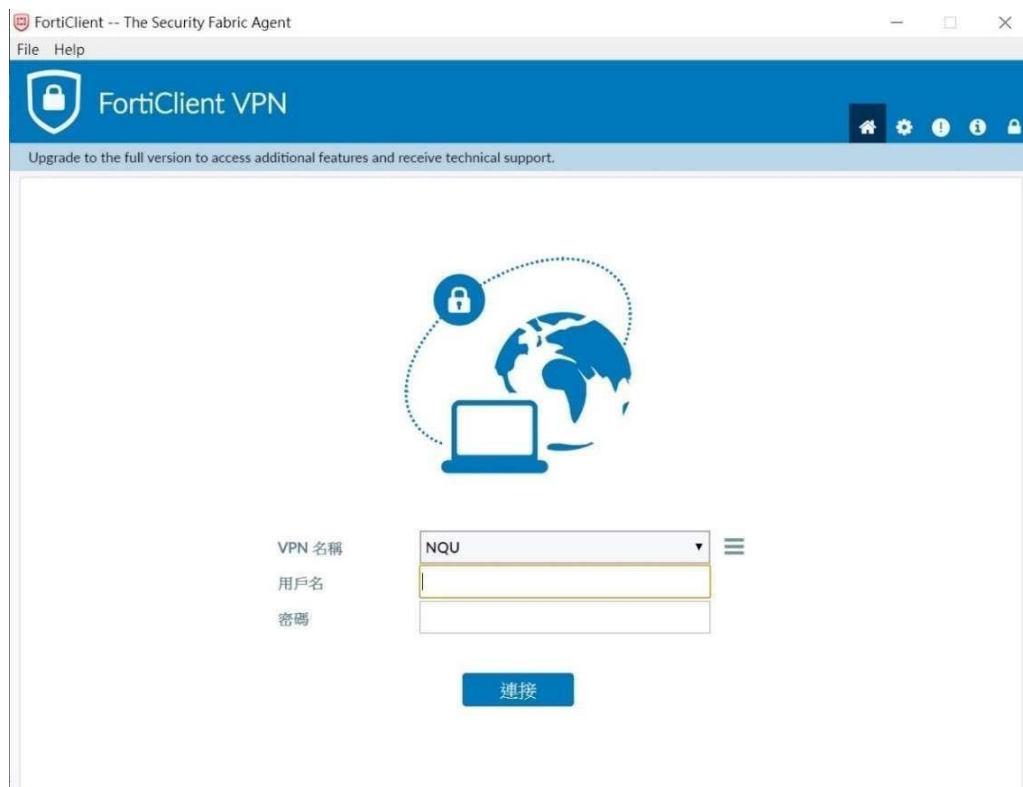 FortiClient -- The Security Fabric Agent
File Help
FortiClient VPN
Upgrade to the full version to access additional features and receive technical support.
VPN 名稱 NQU
用戶名
密碼
連接